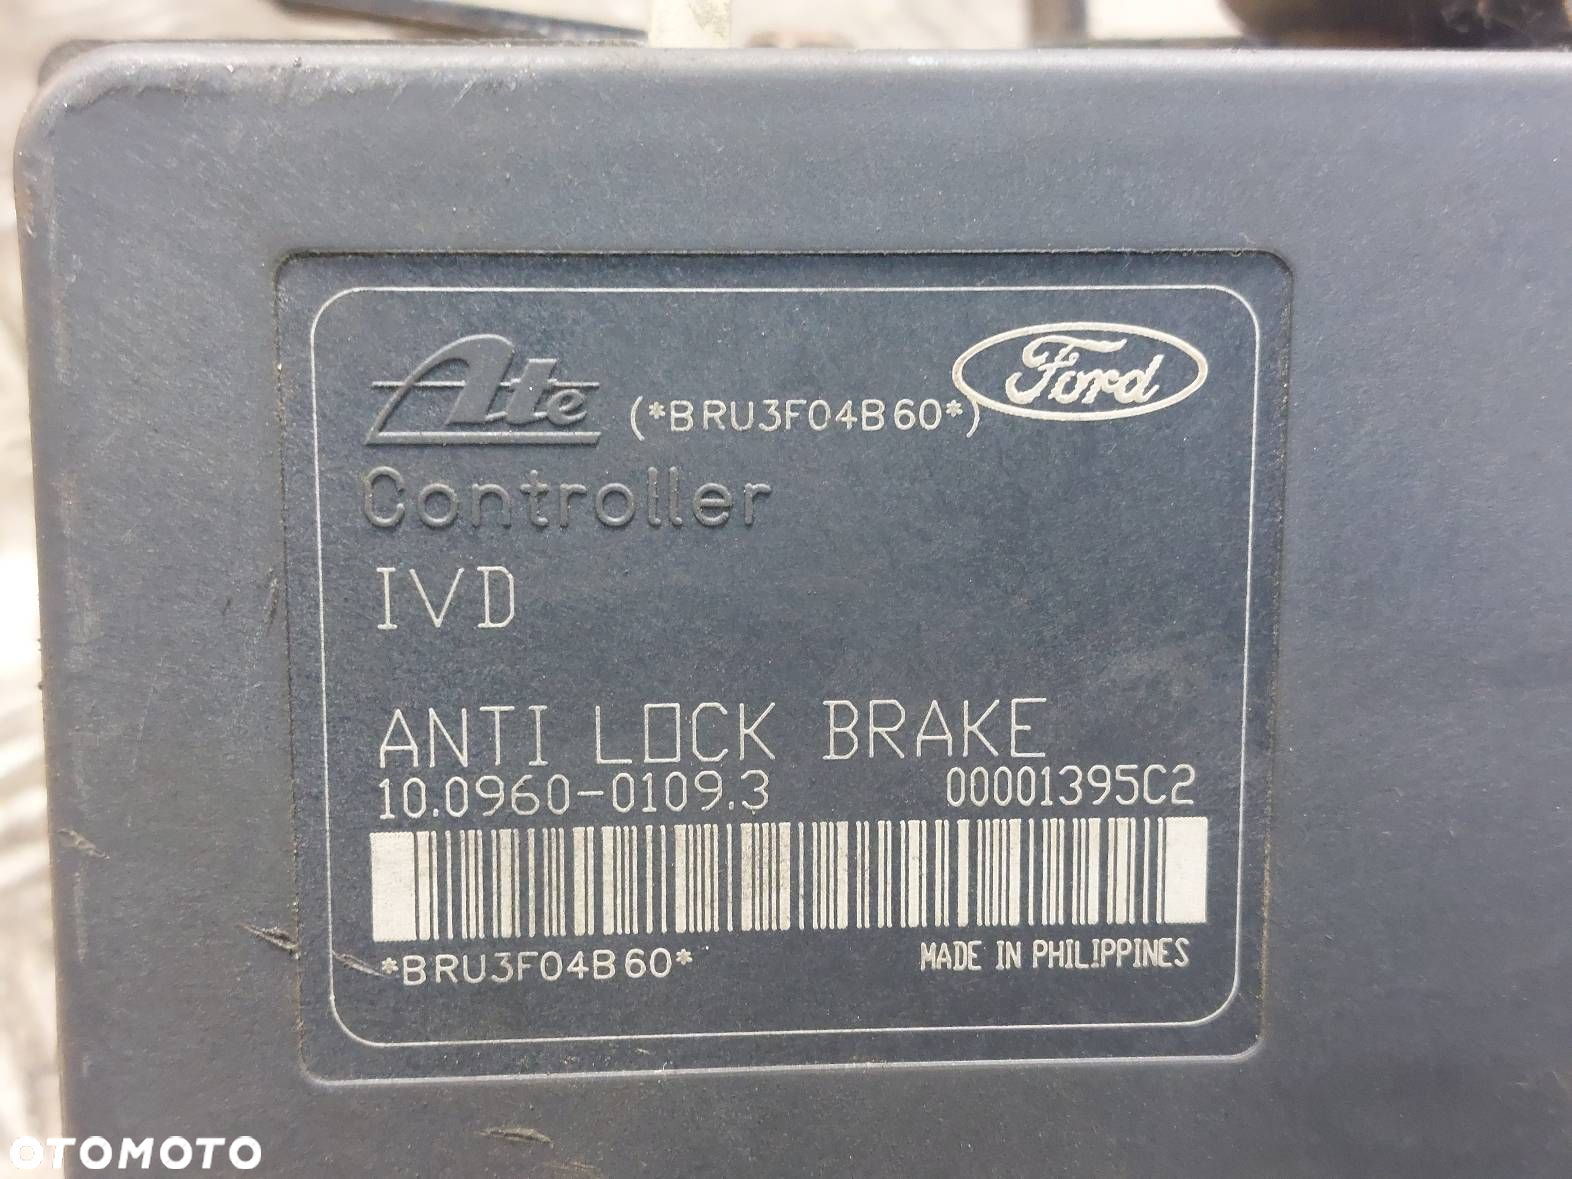 Ate (*BRU3F04B60*) Ford
Controller
IVD
ANTI LOCK BRAKE
10.0960-0109.3 00001395C2
*BRU3F04B60* MADE IN PHILIPPINES
OTOMOTO